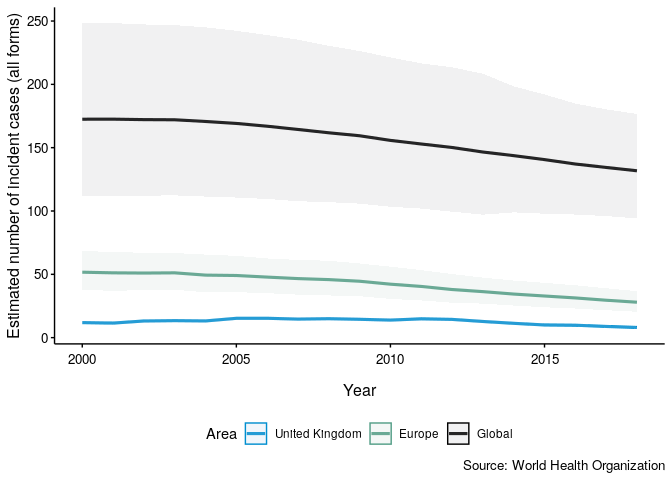 Estimated number of Incident cases (all forms)
250
200
150
100
50
0
2000
2005
2010
2015
Year
Area United Kingdom Europe Global
Source: World Health Organization